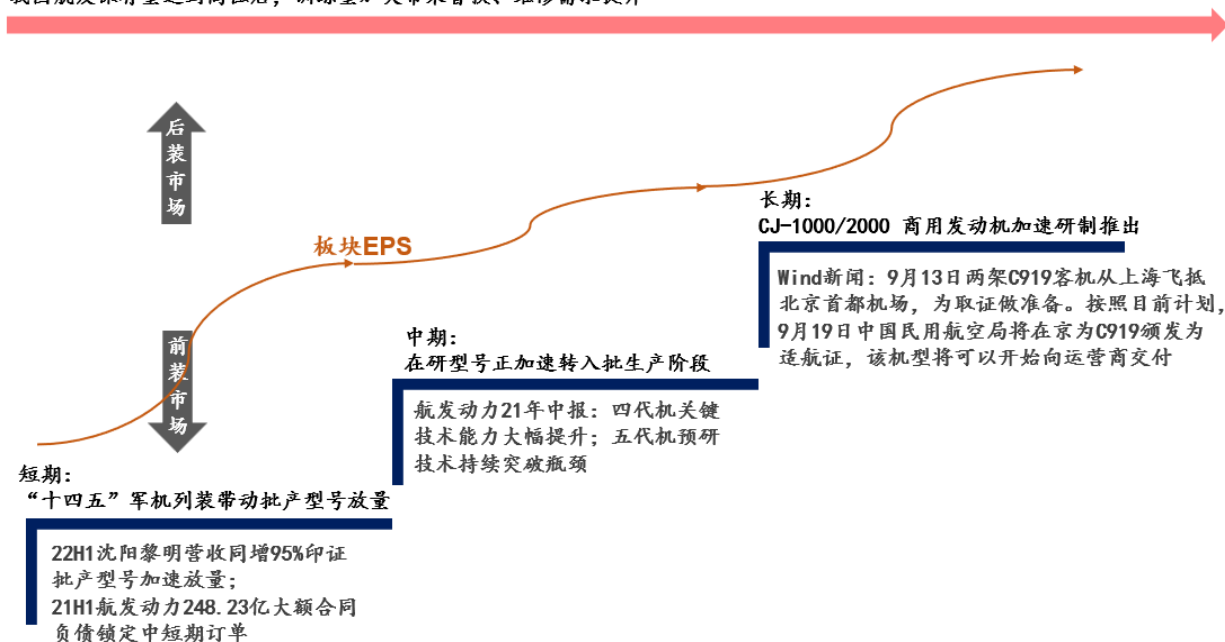 后装市场
前装市场
板块EPS
短期：
“十四五”军机列装带动批产型号放量
22H1沈阳黎明营收同增95%印证
批产型号加速放量；
21H1航发动力248.23亿大额合同
负债锁定中短期订单
中期：
在研型号正加速转入批生产阶段
航发动力21年中报：四代机关键
技术能力大幅提升；五代机预研
技术持续突破瓶颈
长期：
CJ-1000/2000 商用发动机加速研制推出
Wind新闻：9月13日两架C919客机从上海飞抵
北京首都机场，为取证做准备。按照目前计划，
9月19日中国民用航空局将在京为C919颁发为
适航证，该机型将可以开始向运营商交付